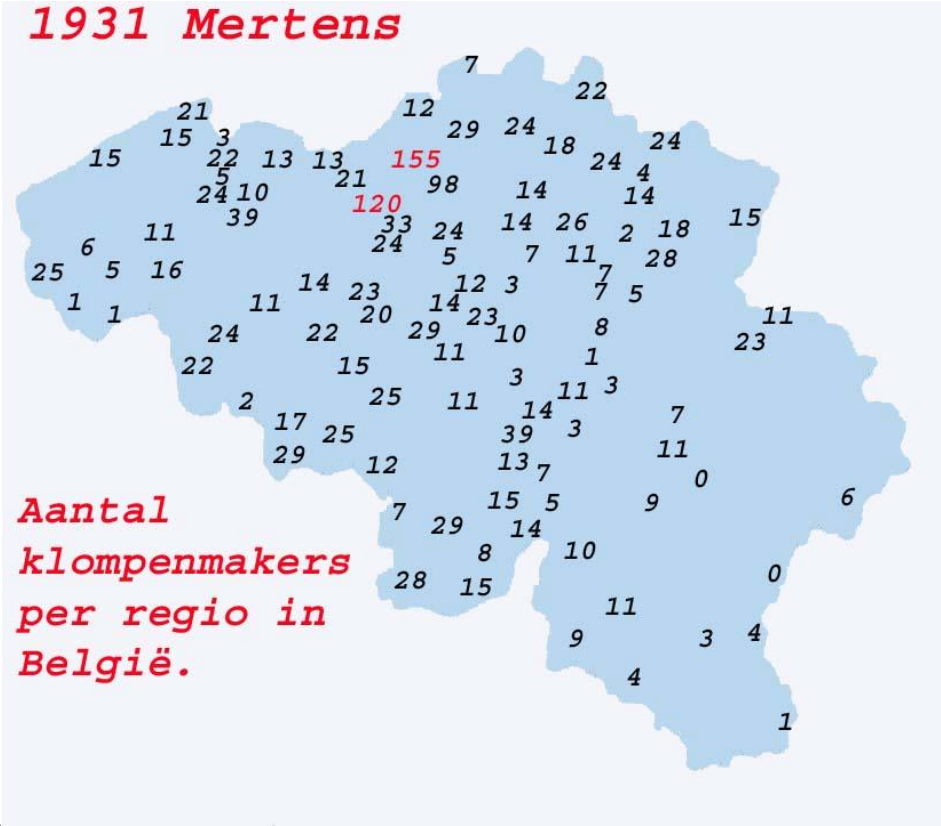 1931 Mertens
7
22
21 12
15 3 29 24 18 24
15 22 13 13 155 24 4
5 21 98 14 14
24 10 120
39 33 14 26 2 18 15
11 24 24
6 5 7 11 28
25 5 16 7
14 23 12 3 7 5
1 11 14
1 20 23 11
24 22 29 10 8 23
11 1
22 15
3 11 3
2 25 11 14 7
17 25 39 3
29 12 13 11
7 0
15 5 9 6
Aantal 7 29 14
klompenmakers 8 10
28 15 0
per regio in 11
België. 9 3 4
4
1